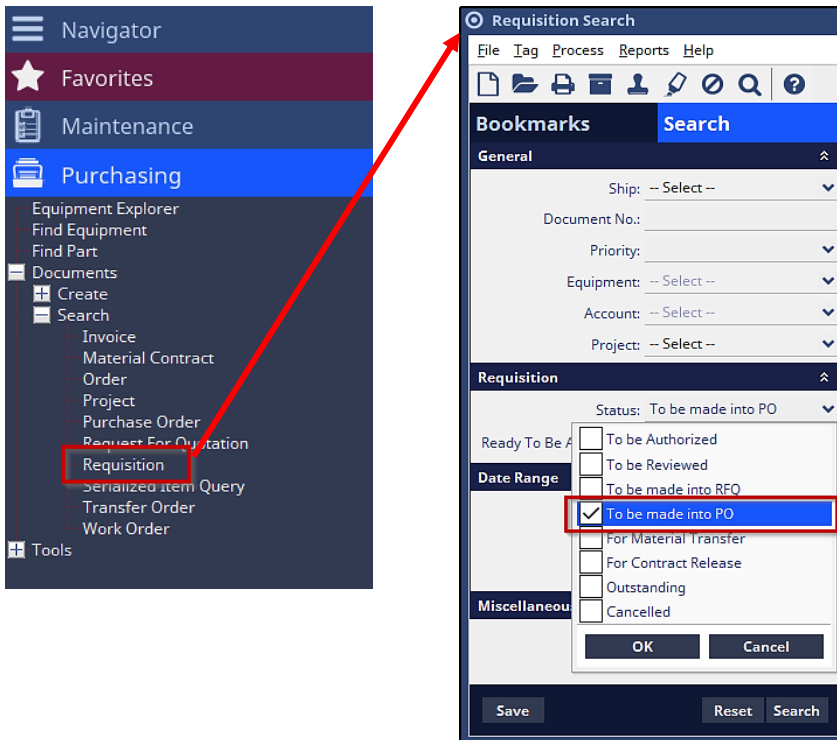 Navigator
Favorites
Maintenance
Purchasing
Equipment Explorer
Find Equipment
Find Part
Documents
Create
Search
Invoice
Material Contract
Order
Project
Purchase Order
Request For Quotation
Requisition
Serialized Item Query
Transfer Order
Work Order
Tools
Requisition Search
File Tag Process Reports Help
Bookmarks Search
General
Ship: -- Select --
Document No.:
Priority:
Equipment: -- Select --
Account: -- Select --
Project: -- Select --
Requisition
Status: To be made into PO
Ready To Be A
To be Authorized
To be Reviewed
Date Range
To be made into RFQ
To be made into PO
For Material Transfer
For Contract Release
Outstanding
Miscellaneou
Cancelled
OK Cancel
Save Reset Search